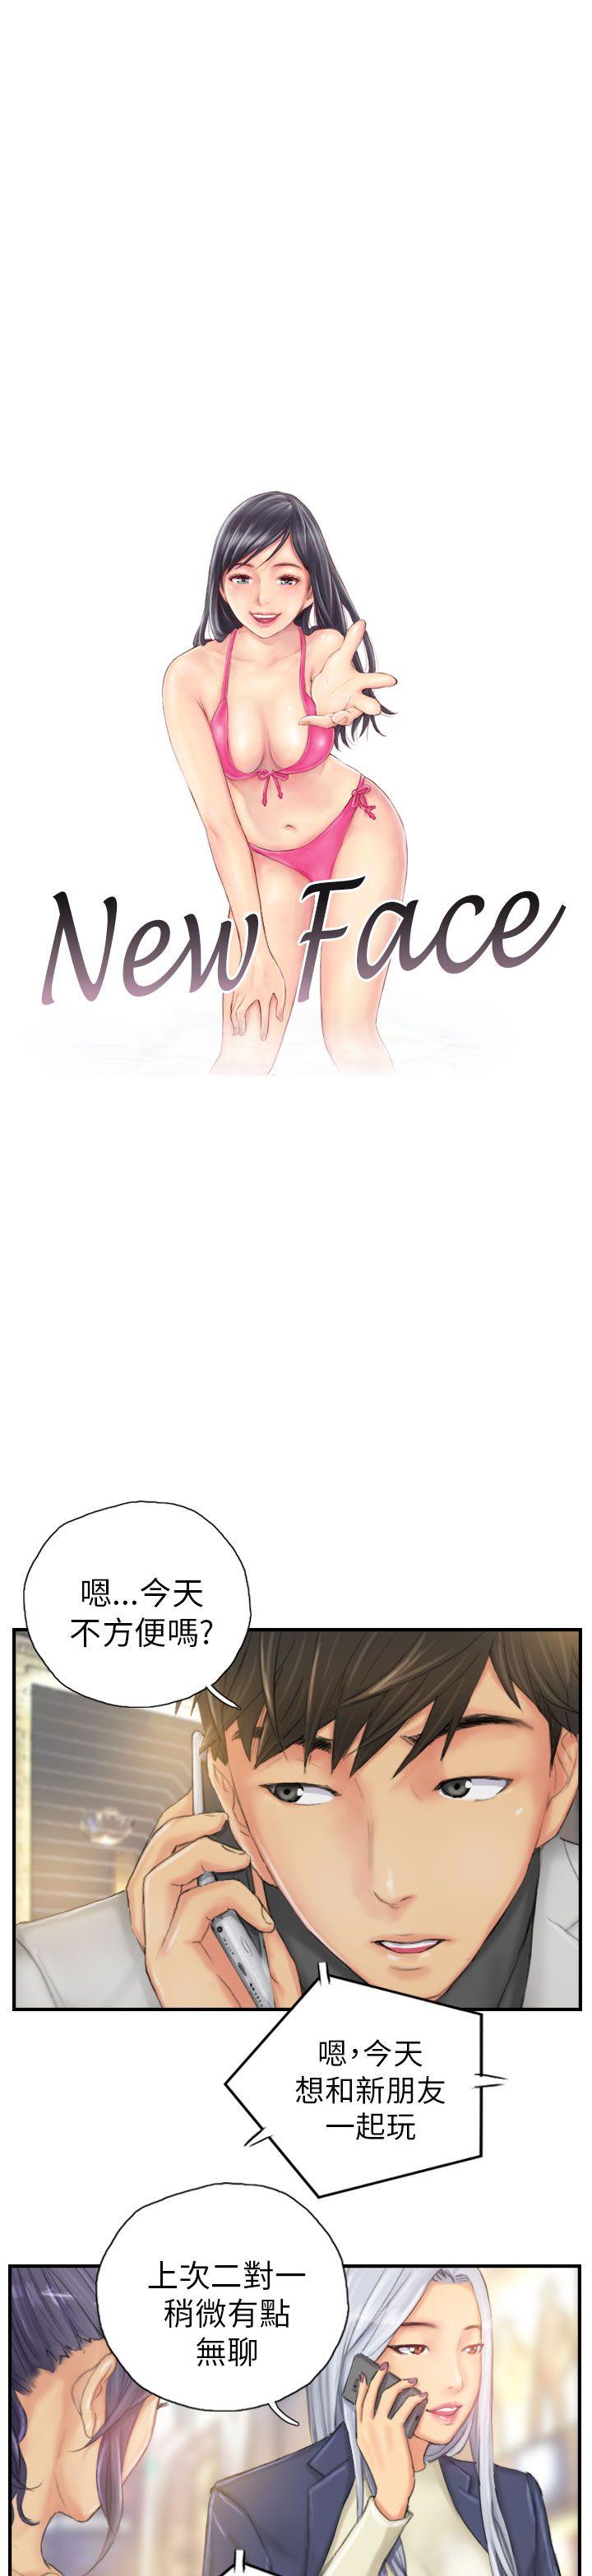 New Face
嗯...今天
不方便嗎?
嗯,今天
想和新朋友
一起玩
上次二對一
稍微有點
無聊